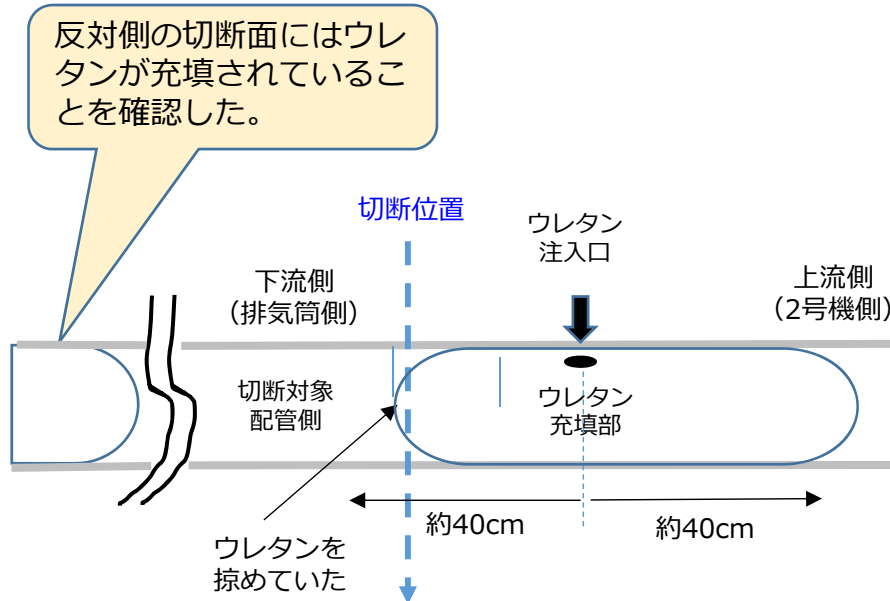 反対側の切断面にはウレ
タンが充填されているこ
とを確認した。
切断位置
ウレタン
注入口
下流側
（排気筒側）
上流側
（2号機側）
切断対象
配管側
ウレタン
充填部
約40cm
約40cm
ウレタンを
掠めていた